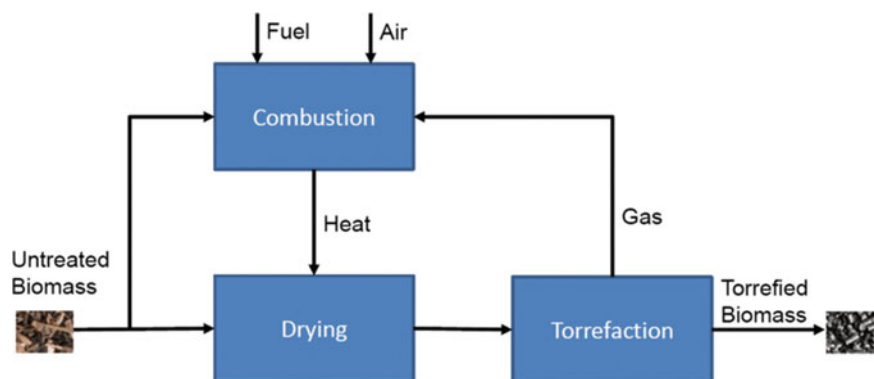 Fuel
Air
Combustion
Heat
Gas
Untreated
Biomass
Drying
Torrefaction
Torrefied
Biomass